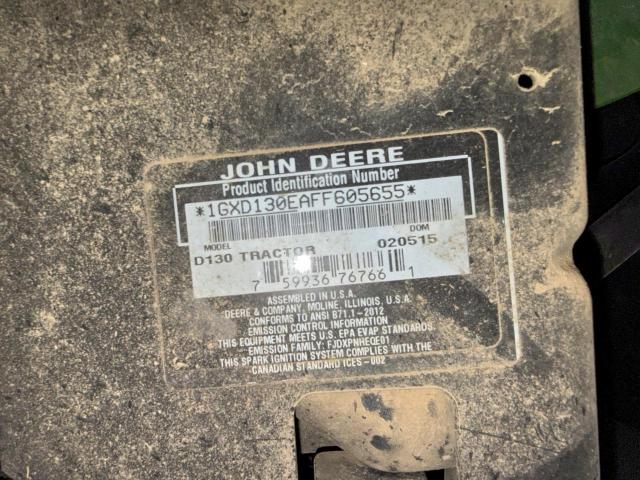 JOHN DEERE
Product Identification Number
*1GXD130EAFF605655*
MODEL DOM
D130 TRACTOR 020515
7 59936 76766 1
ASSEMBLED IN U.S.A.
DEERE & COMPANY, MOLINE, ILLINOIS, U.S.A.
CONFORMS TO ANSI B71.1-2012
EMISSION CONTROL INFORMATION
THIS EQUIPMENT MEETS U.S. EPA EVAP STANDARDS
EMISSION FAMILY: FJDXPNHEQE01
THIS SPARK IGNITION SYSTEM COMPLIES WITH THE
CANADIAN STANDARD ICES-002